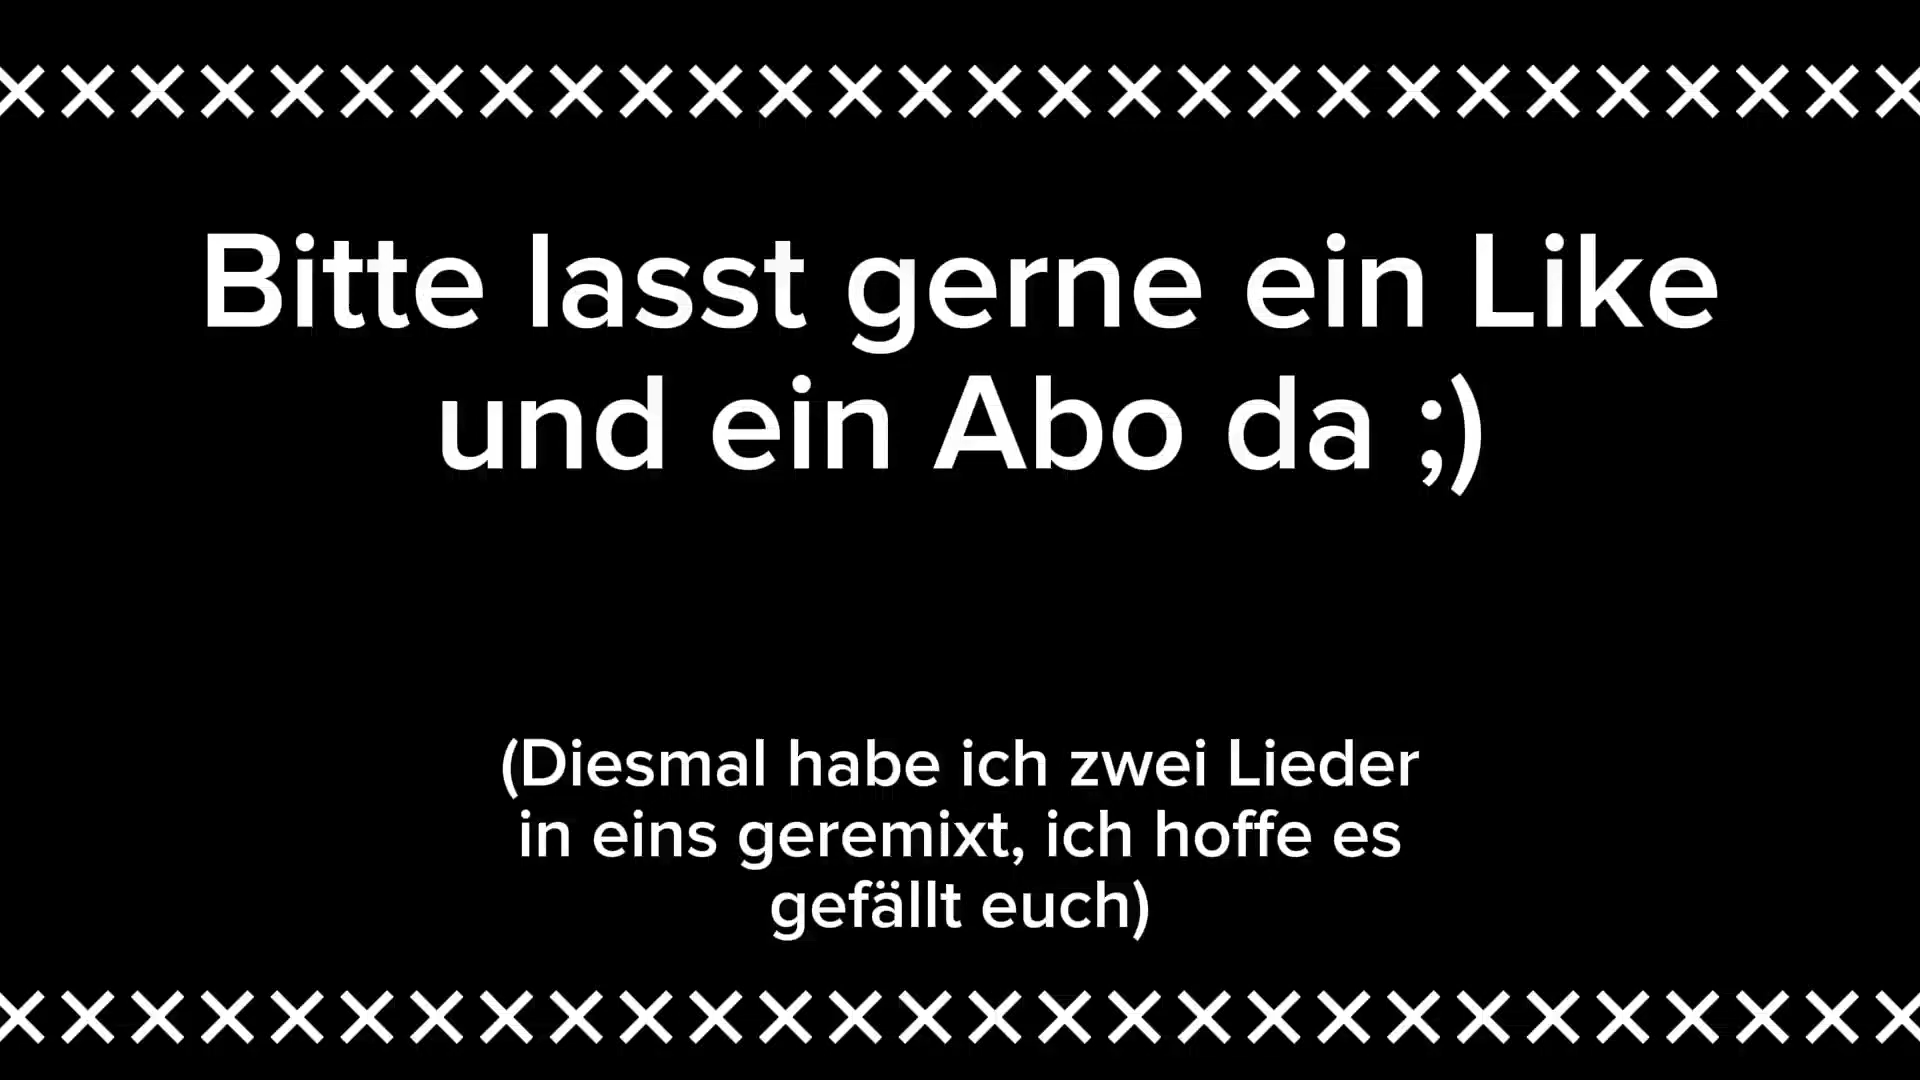 Bitte lasst gerne ein Like
und ein Abo da ;)
(Diesmal habe ich zwei Lieder
in eins geremixt, ich hoffe es
gefällt euch)